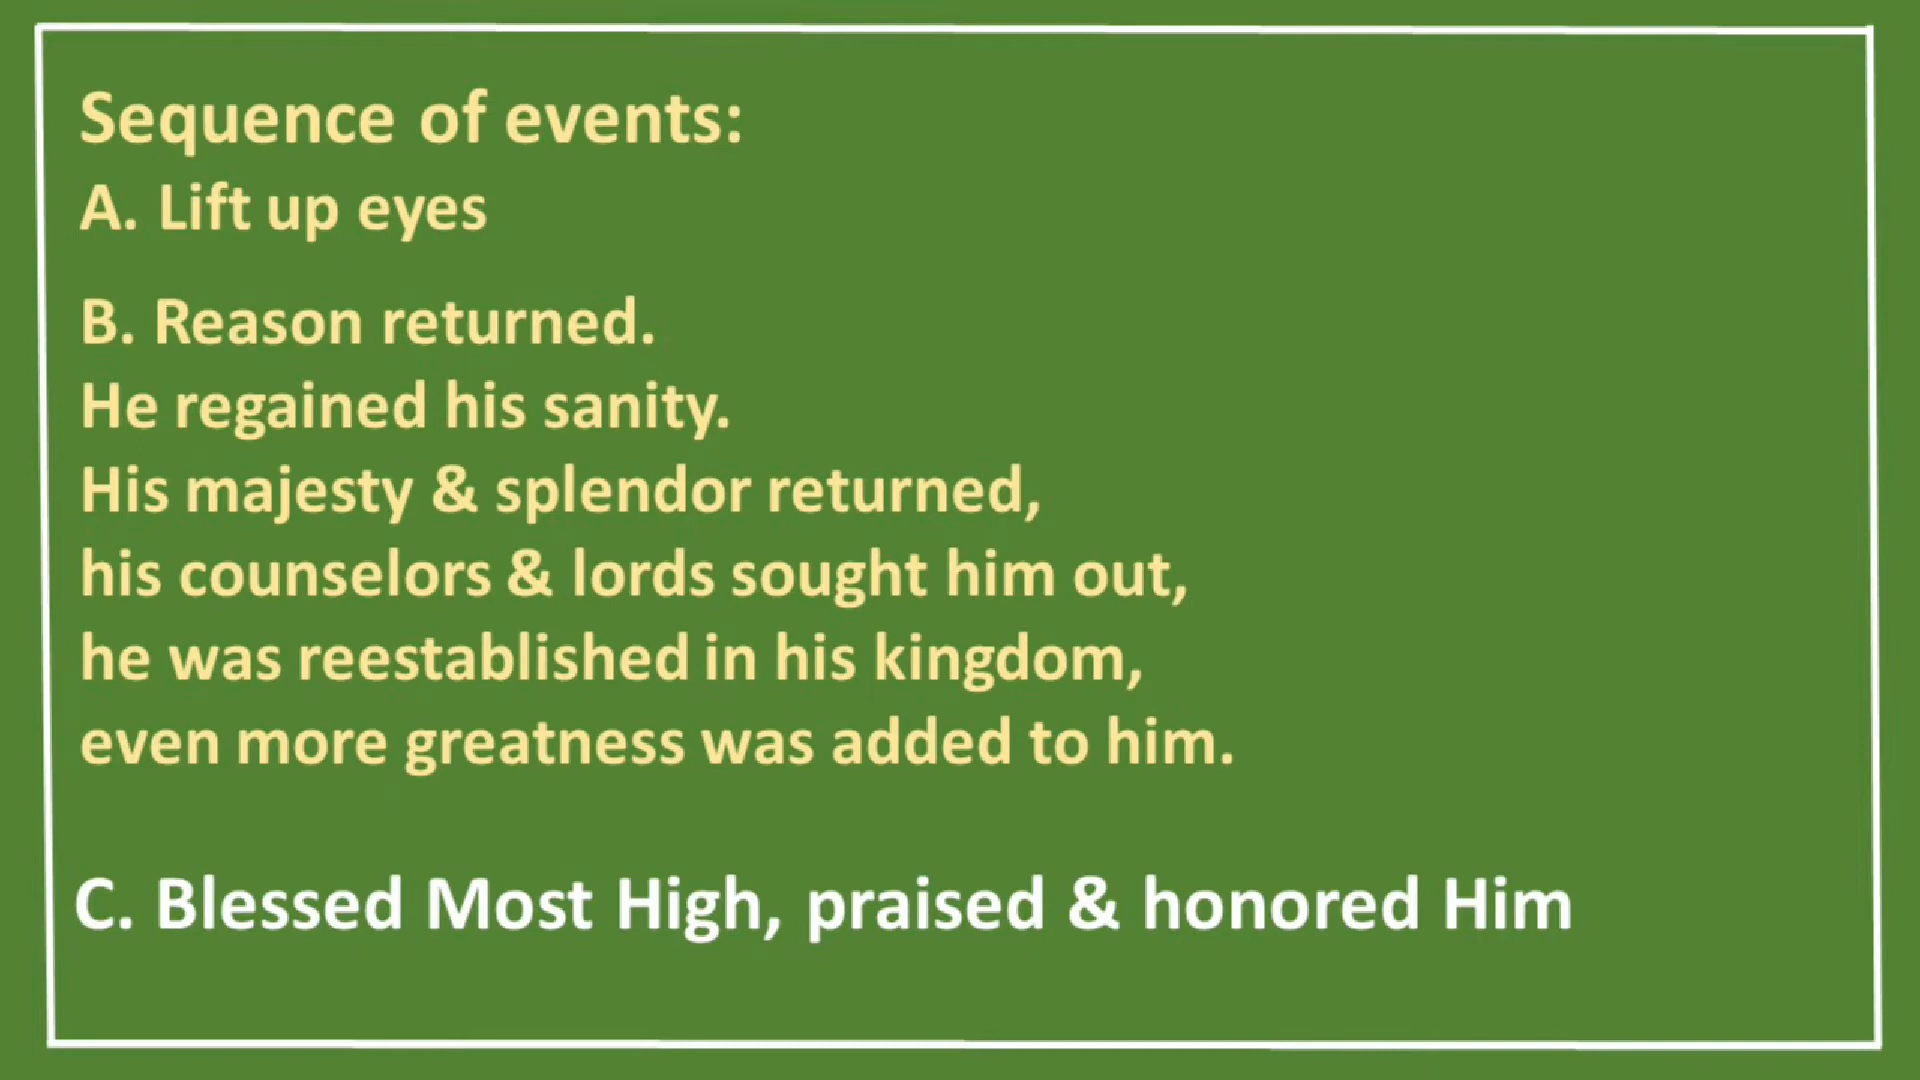 Sequence of events:
A. Lift up eyes
B. Reason returned.
He regained his sanity.
His majesty & splendor returned,
his counselors & lords sought him out,
he was reestablished in his kingdom,
even more greatness was added to him.
C. Blessed Most High, praised & honored Him